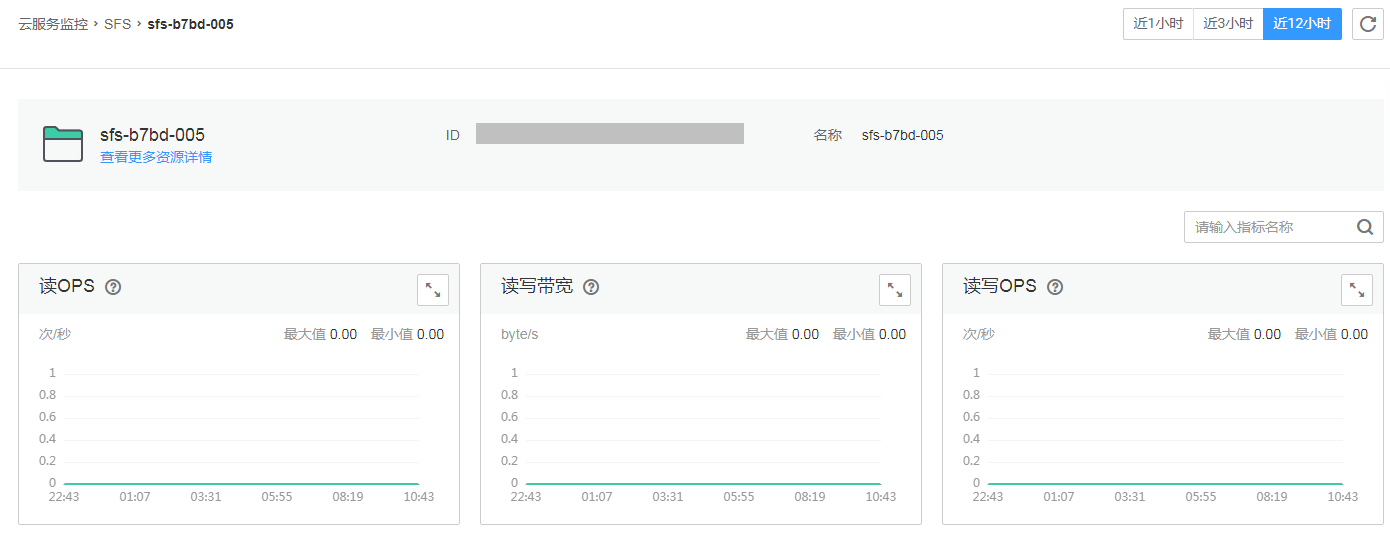 云服务监控 › SFS › sfs-b7bd-005
近1小时 近3小时 近12小时
sfs-b7bd-005
查看更多资源详情
ID
名称 sfs-b7bd-005
请输入指标名称
读OPS ?
次/秒 最大值 0.00 最小值 0.00
1
0.8
0.6
0.4
0.2
0
22:43 01:07 03:31 05:55 08:19 10:43
读写带宽 ?
byte/s 最大值 0.00 最小值 0.00
1
0.8
0.6
0.4
0.2
0
22:43 01:07 03:31 05:55 08:19 10:43
读写OPS ?
次/秒 最大值 0.00 最小值 0.00
1
0.8
0.6
0.4
0.2
0
22:43 01:07 03:31 05:55 08:19 10:43